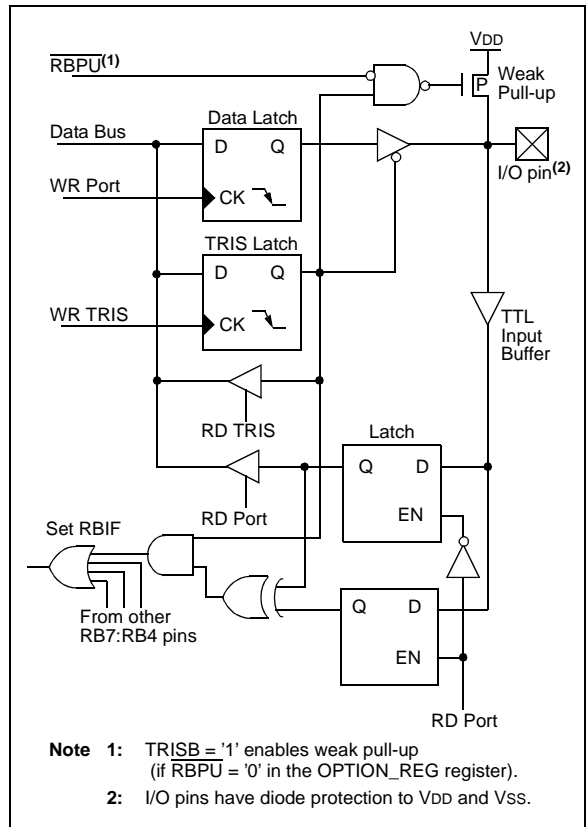 VDD
RBPU(1)
P
Weak
Pull-up
Data Bus
Data Latch
D
Q
I/O pin(2)
WR Port
CK
TRIS Latch
D
Q
WR TRIS
CK
TTL
Input
Buffer
RD TRIS
Latch
Q
D
RD Port
EN
Set RBIF
Q
D
From other
RB7:RB4 pins
EN
RD Port
Note 1: TRISB = '1' enables weak pull-up
(if RBPU = '0' in the OPTION_REG register).
2: I/O pins have diode protection to VDD and VSS.